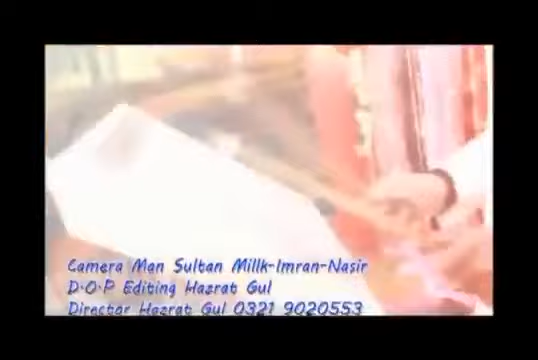 Camera Man Sultan Millk-Imran-Nasir
D.O.P Editing Hazrat Gul
Director Hazrat Gul 0321 9020553